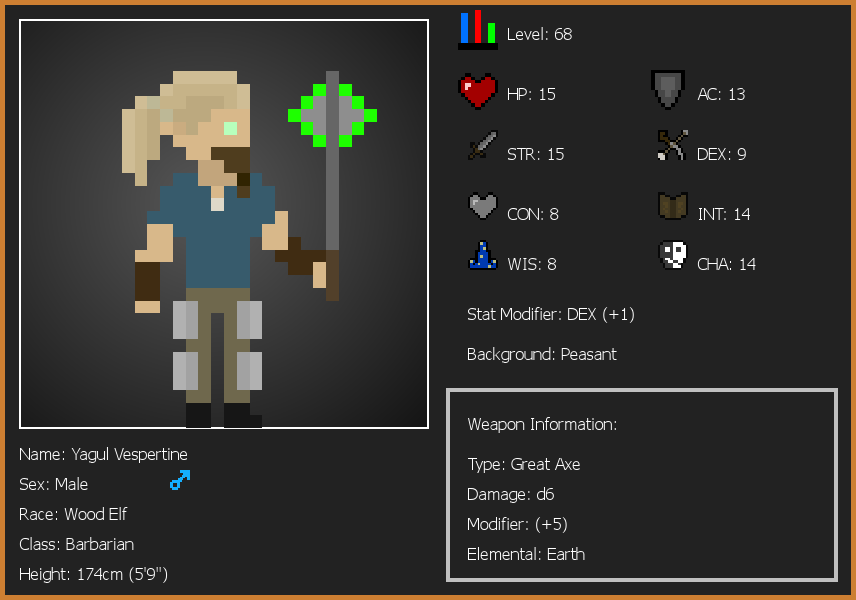 Level: 68
HP: 15
AC: 13
STR: 15
DEX: 9
CON: 8
INT: 14
WIS: 8
CHA: 14
Stat Modifier: DEX (+1)
Background: Peasant
Weapon Information:
Type: Great Axe
Damage: d6
Modifier: (+5)
Elemental: Earth
Name: Yagul Vespertine
Sex: Male
Race: Wood Elf
Class: Barbarian
Height: 174cm (5'9")